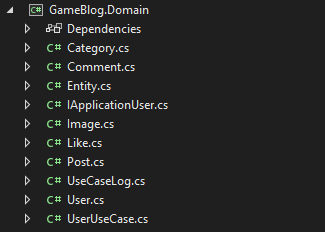 C# GameBlog.Domain
Dependencies
C# Category.cs
C# Comment.cs
C# Entity.cs
C# IApplicationUser.cs
C# Image.cs
C# Like.cs
C# Post.cs
C# UseCaseLog.cs
C# User.cs
C# UserUseCase.cs